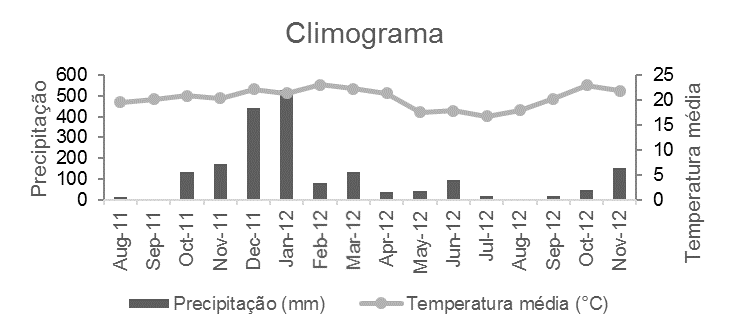 Climograma
Precipitação
600
500
400
300
200
100
0
25
20
15
10
5
0
Temperatura média
Aug-11
Sep-11
Oct-11
Nov-11
Dec-11
Jan-12
Feb-12
Mar-12
Apr-12
May-12
Jun-12
Jul-12
Aug-12
Sep-12
Oct-12
Nov-12
Precipitação (mm)
Temperatura média (°C)